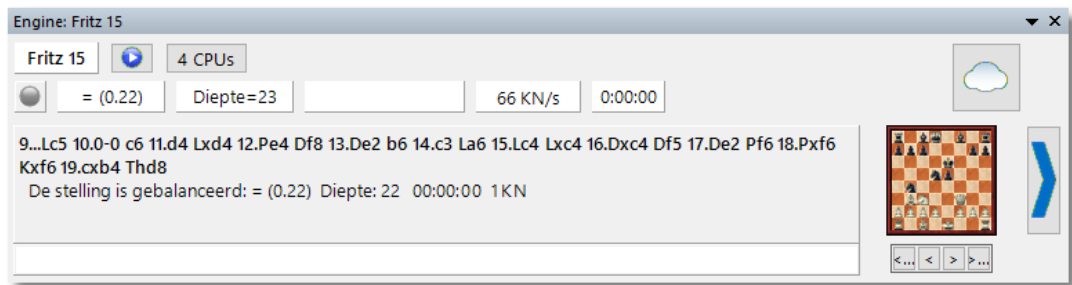 Engine: Fritz 15
Fritz 15 4 CPUs
= (0.22) Diepte=23 66 KN/s 0:00:00
9...Lc5 10.0-0 c6 11.d4 Lxd4 12.Pe4 Df8 13.De2 b6 14.c3 La6 15.Lc4 Lxc4 16.Dxc4 Df5 17.De2 Pf6 18.Pxf6
Kxf6 19.cxb4 Thd8
De stelling is gebalanceerd: = (0.22) Diepte: 22 00:00:00 1KN
<... < > >...